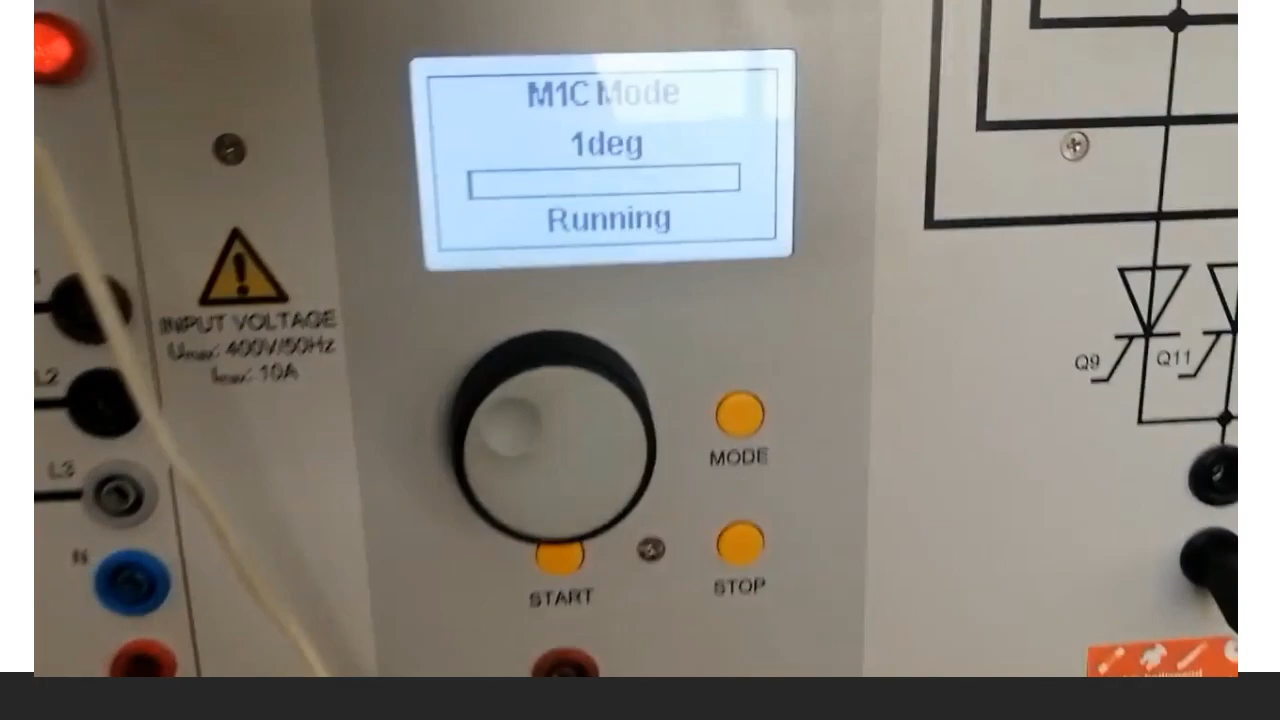 M1C Mode
1deg
Running
INPUT VOLTAGE
Umax: 400V/50Hz
Imax: 10A
L2
L3
N
Q9
Q11
MODE
START
STOP